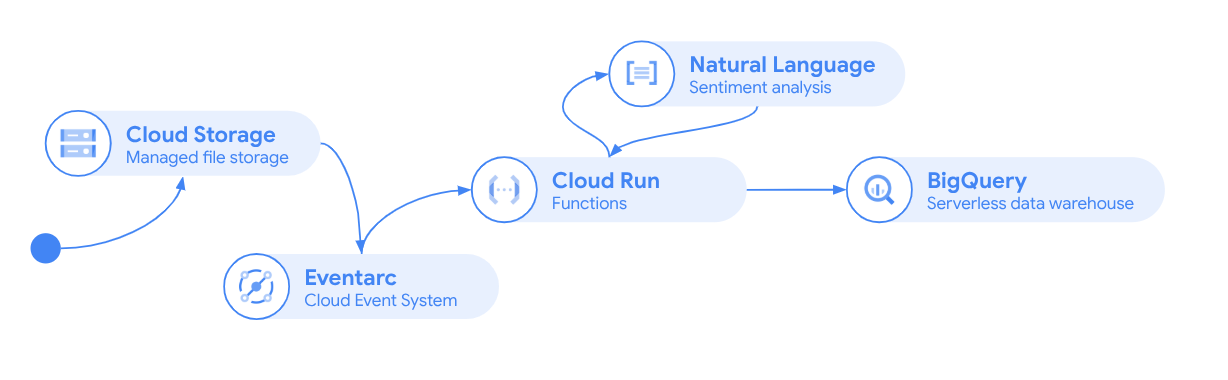 Natural Language
Sentiment analysis
Cloud Storage
Managed file storage
Cloud Run
Functions
BigQuery
Serverless data warehouse
Eventarc
Cloud Event System